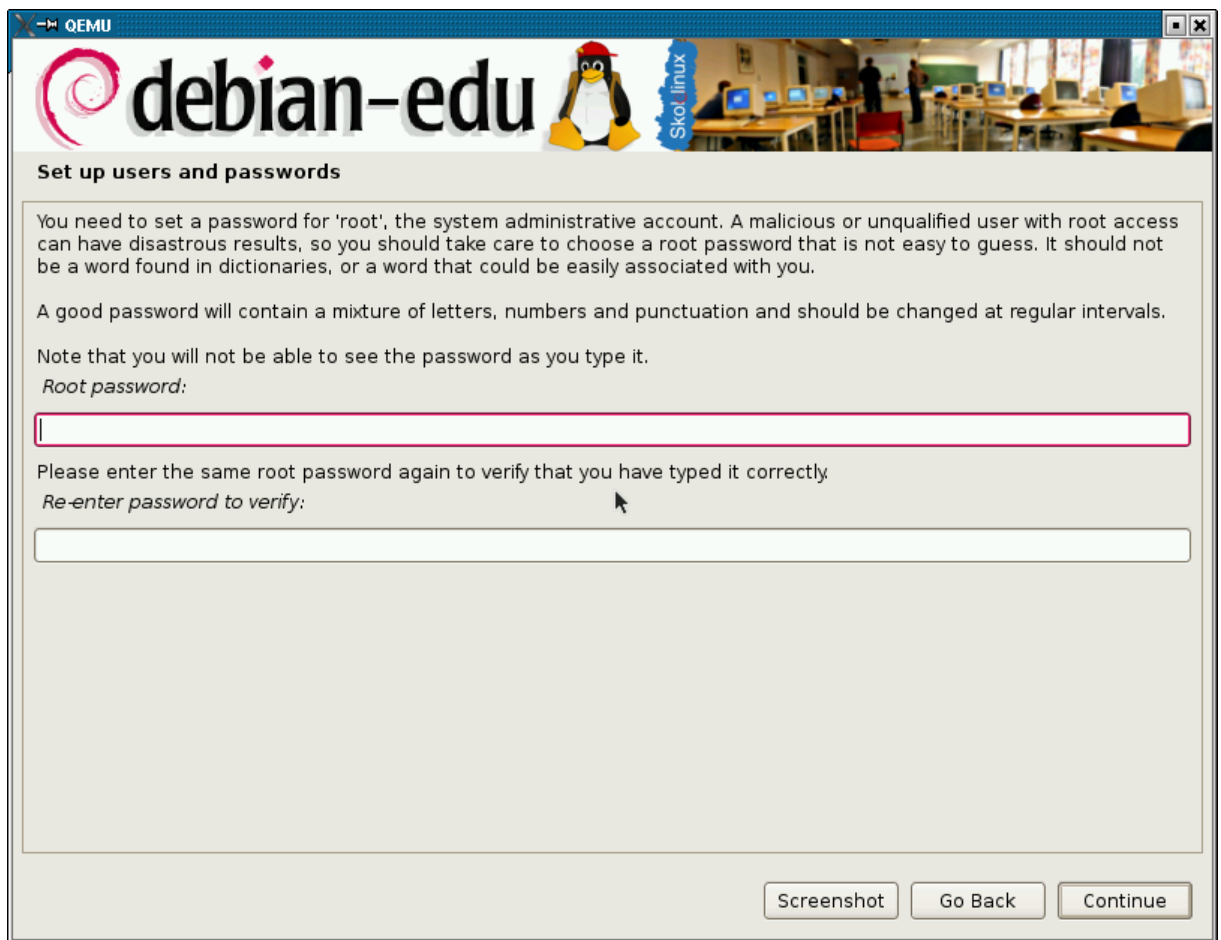 QEMU
debian-edu
Skolelinux
Set up users and passwords
You need to set a password for 'root', the system administrative account. A malicious or unqualified user with root access
can have disastrous results, so you should take care to choose a root password that is not easy to guess. It should not
be a word found in dictionaries, or a word that could be easily associated with you.
A good password will contain a mixture of letters, numbers and punctuation and should be changed at regular intervals.
Note that you will not be able to see the password as you type it.
Root password:
Please enter the same root password again to verify that you have typed it correctly.
Re-enter password to verify:
Screenshot
Go Back
Continue